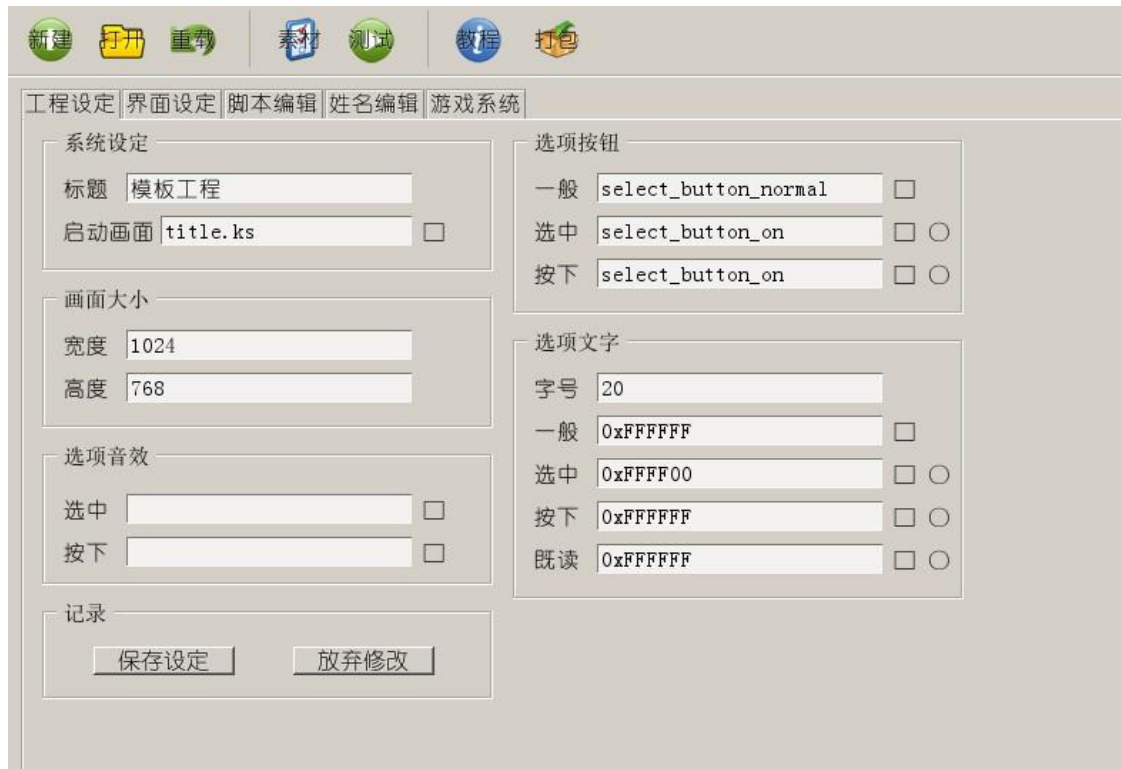 新建 打开 重载 素材 测试 教程 打包
工程设定 界面设定 脚本编辑 姓名编辑 游戏系统
系统设定
标题 模板工程
启动画面 title.ks
画面大小
宽度 1024
高度 768
选项音效
选中
按下
记录
保存设定 放弃修改
选项按钮
一般 select_button_normal
选中 select_button_on
按下 select_button_on
选项文字
字号 20
一般 0xFFFFFF
选中 0xFFFF00
按下 0xFFFFFF
既读 0xFFFFFF